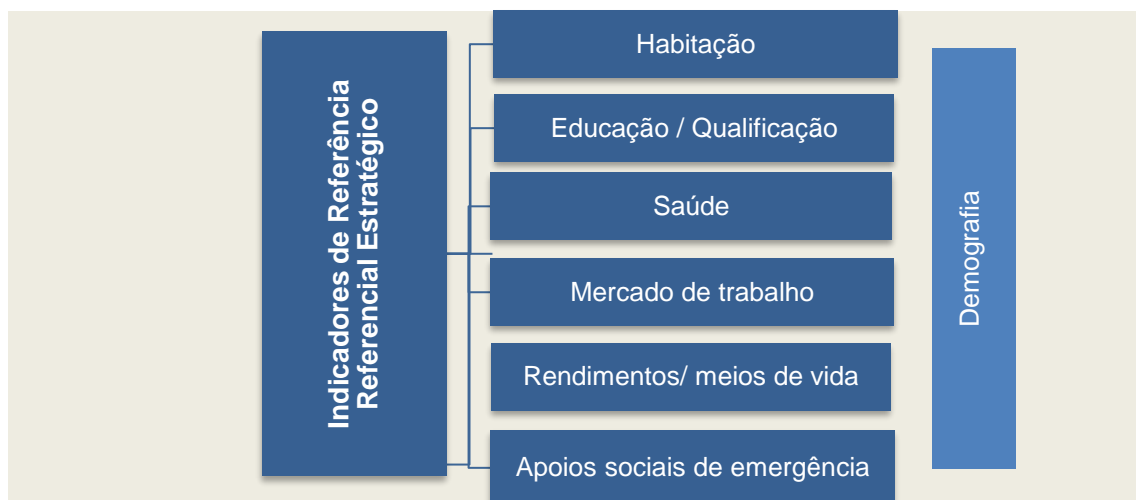 Indicadores de Referência
Referencial Estratégico
Habitação
Educação / Qualificação
Saúde
Mercado de trabalho
Rendimentos/ meios de vida
Apoios sociais de emergência
Demografia